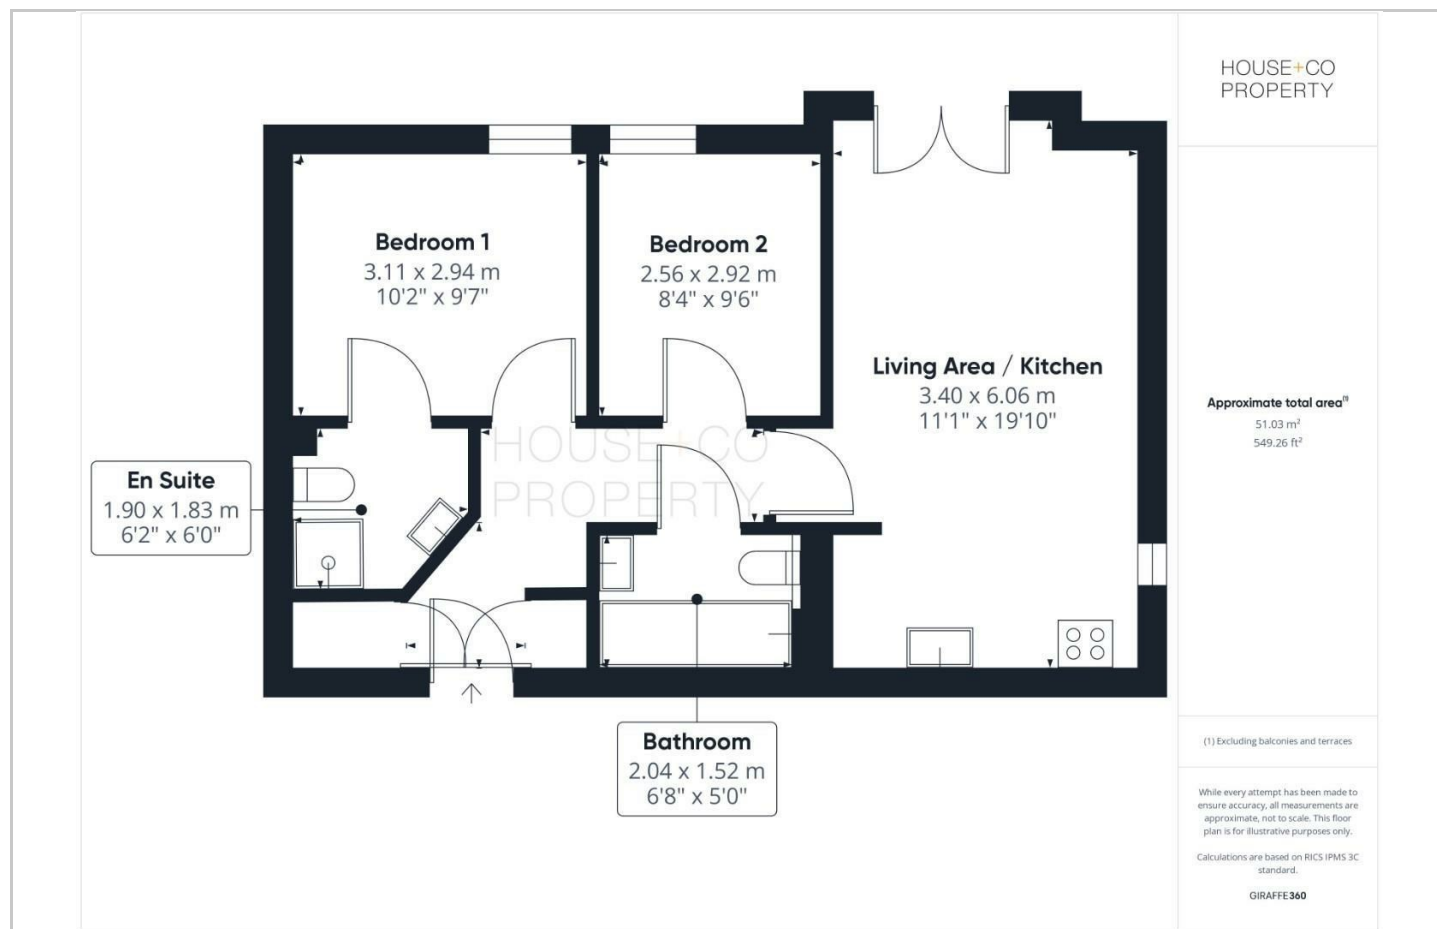 HOUSE+CO
PROPERTY
Bedroom 1
3.11 x 2.94 m
10'2" x 9'7"
Bedroom 2
2.56 x 2.92 m
8'4" x 9'6"
Living Area / Kitchen
3.40 x 6.06 m
11'1" x 19'10"
HOUSE+CO
PROPERTY
En Suite
1.90 x 1.83 m
6'2" x 6'0"
Bathroom
2.04 x 1.52 m
6'8" x 5'0"
Approximate total area(1)
51.03 m²
549.26 ft²
(1) Excluding balconies and terraces
While every attempt has been made to
ensure accuracy, all measurements are
approximate, not to scale. This floor
plan is for illustrative purposes only.
Calculations are based on RICS IPMS 3C
standard.
GIRAFFE360